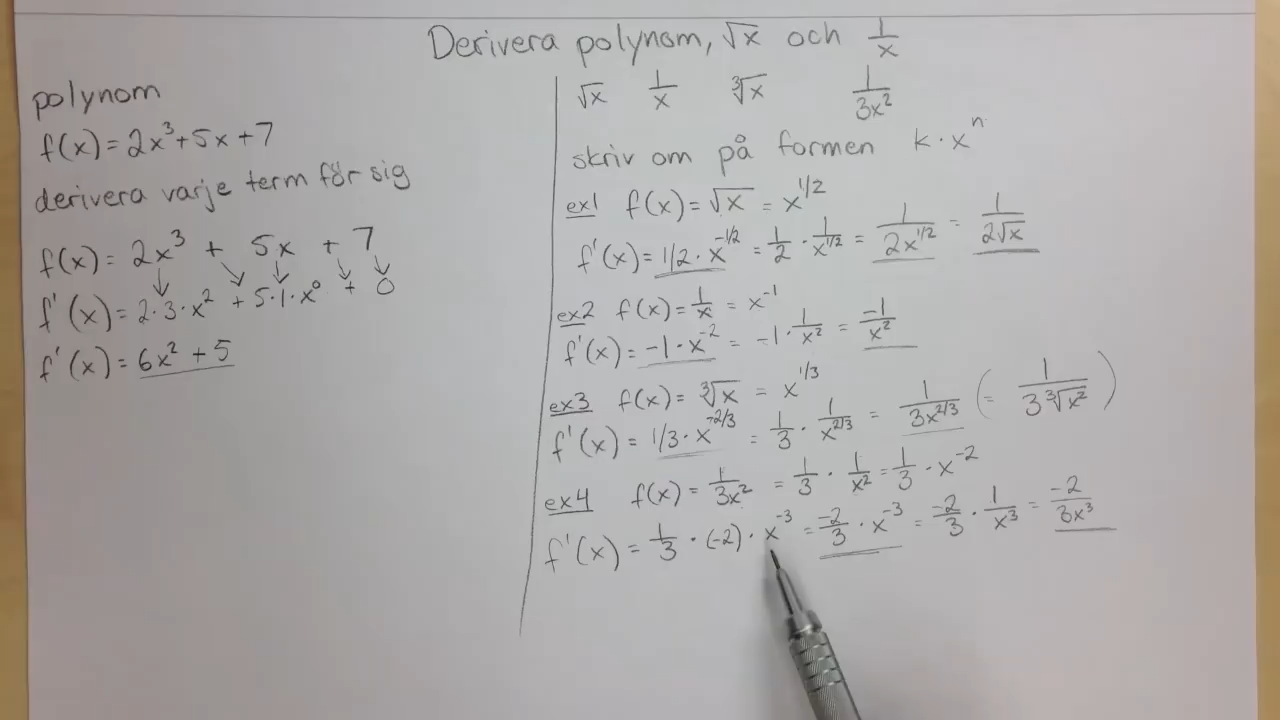 Derivera polynom, √x och 1/x
polynom
f(x) = 2x³+5x+7
derivera varje term för sig
f(x) = 2x³ + 5x + 7
f'(x) = 2·3·x² + 5·1·x⁰ + 0
f'(x) = 6x² + 5
√x 1/x ∛x 1/(3x²)
skriv om på formen k·xⁿ
ex1 f(x) = √x = x^(1/2)
f'(x) = 1/2·x^(-1/2) = 1/2 · 1/x^(1/2) = 1/(2x^(1/2)) = 1/(2√x)
ex2 f(x) = 1/x = x⁻¹
f'(x) = -1·x⁻² = -1 · 1/x² = -1/x²
ex3 f(x) = ∛x = x^(1/3)
f'(x) = 1/3·x^(-2/3) = 1/3 · 1/x^(2/3) = 1/(3x^(2/3)) ( = 1/(3∛x²) )
ex4 f(x) = 1/(3x²) = 1/3 · 1/x² = 1/3 · x⁻²
f'(x) = 1/3 · (-2) · x⁻³ = -2/3 · x⁻³ = -2/3 · 1/x³ = -2/(3x³)